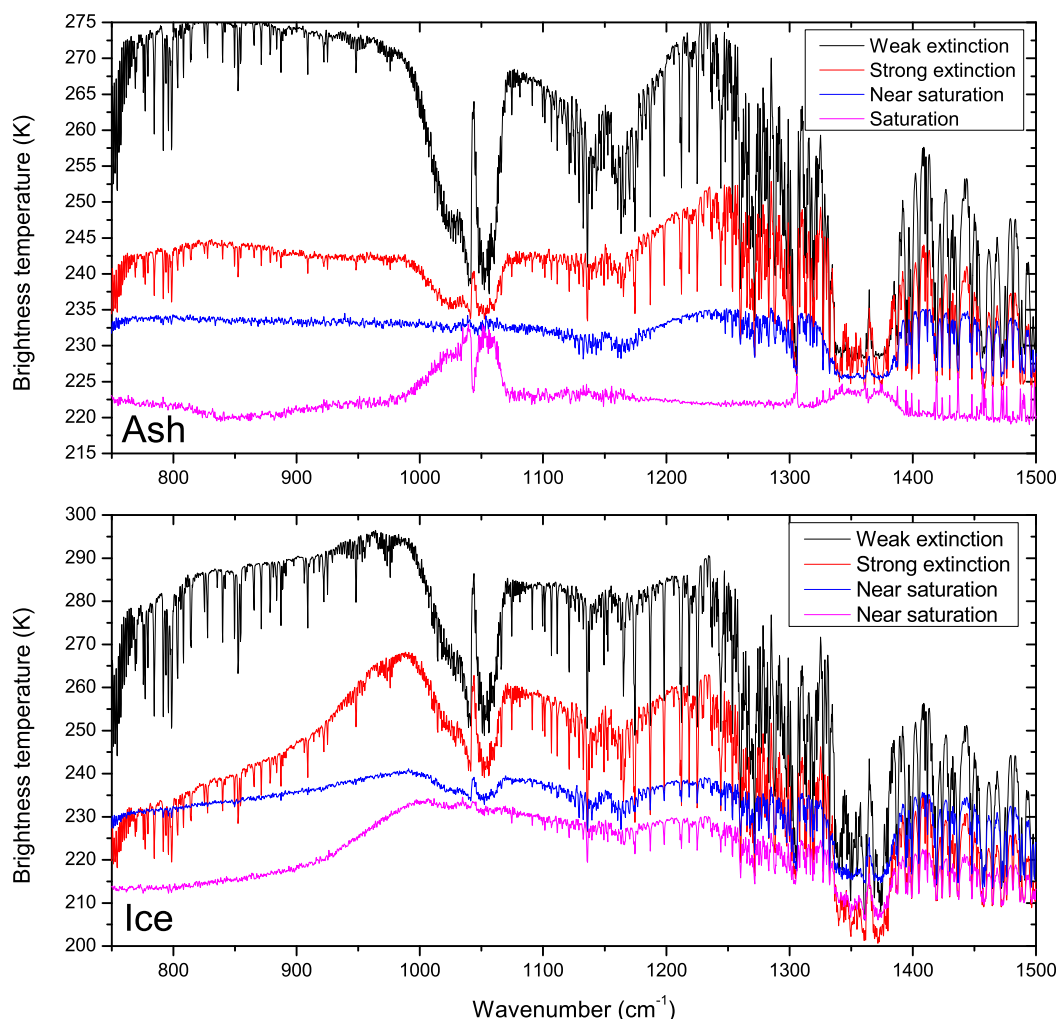 275
270
265
260
255
250
245
240
235
230
225
220
215
Brightness temperature (K)
Weak extinction
Strong extinction
Near saturation
Saturation
Ash
800 900 1000 1100 1200 1300 1400 1500
300
290
280
270
260
250
240
230
220
210
200
Brightness temperature (K)
Weak extinction
Strong extinction
Near saturation
Near saturation
Ice
800 900 1000 1100 1200 1300 1400 1500
Wavenumber (cm⁻¹)